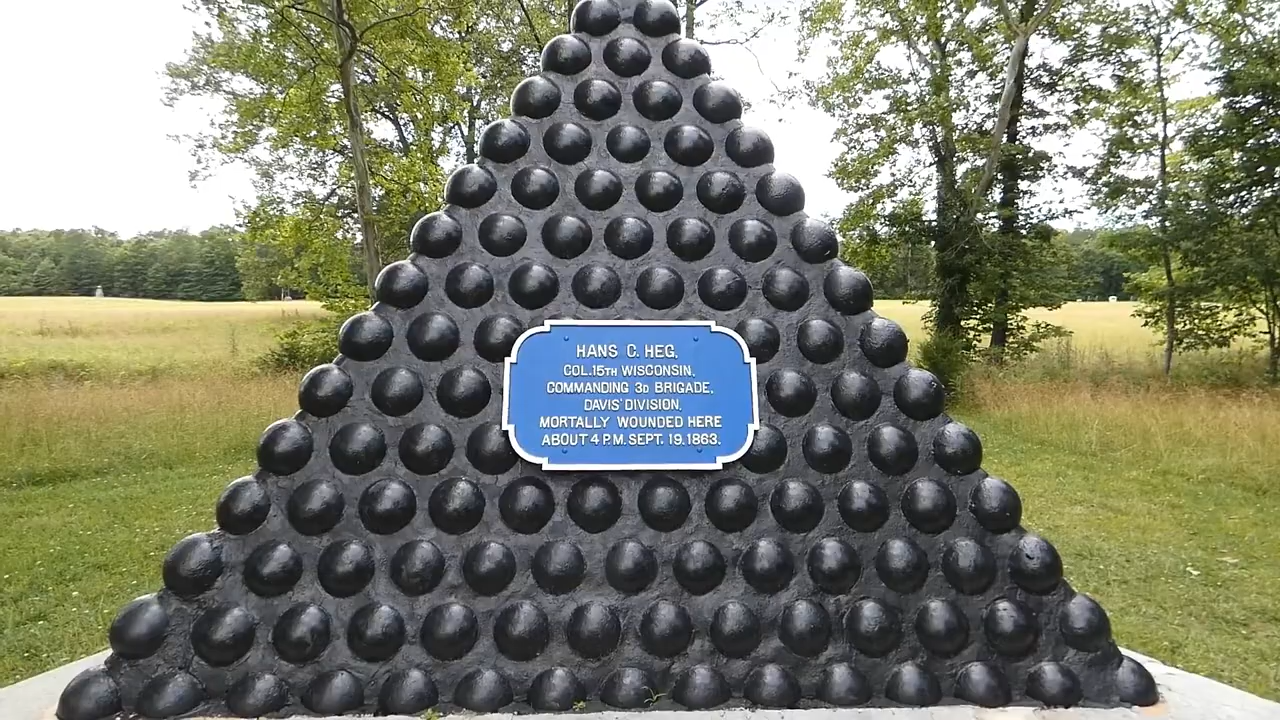 HANS C. HEG,
COL. 15TH WISCONSIN,
COMMANDING 3D BRIGADE,
DAVIS' DIVISION,
MORTALLY WOUNDED HERE
ABOUT 4 P.M. SEPT. 19. 1863.